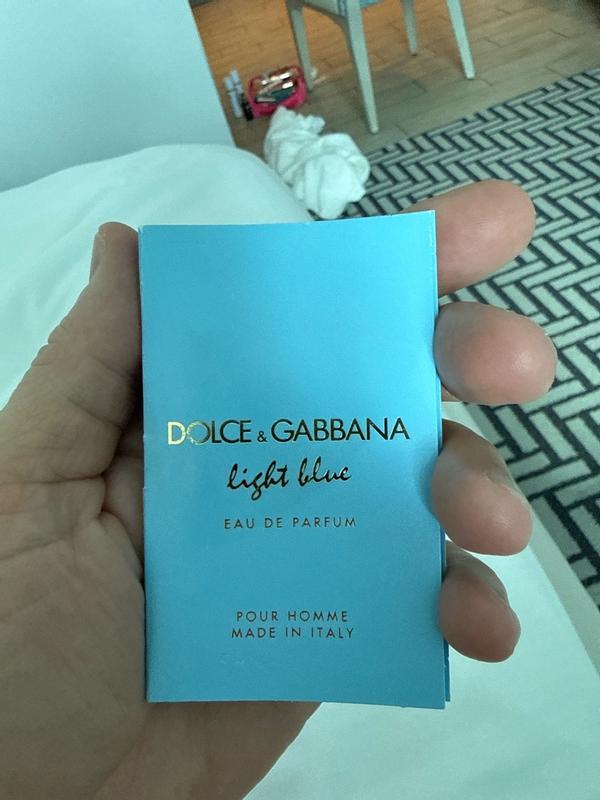 DOLCE & GABBANA
light blue
EAU DE PARFUM
POUR HOMME
MADE IN ITALY